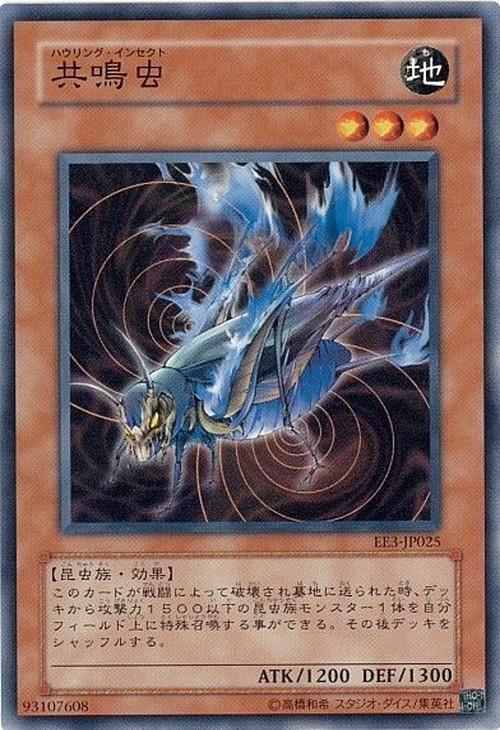 ハウリング・インセクト
共鳴虫
地
EE3-JP025
【昆虫族・効果】
このカードが戦闘によって破壊され墓地に送られた時、デッ
キから攻撃力1500以下の昆虫族モンスター1体を自分
フィールド上に特殊召喚する事ができる。その後デッキを
シャッフルする。
ATK/1200 DEF/1300
93107608 ©高橋和希 スタジオ・ダイス/集英社